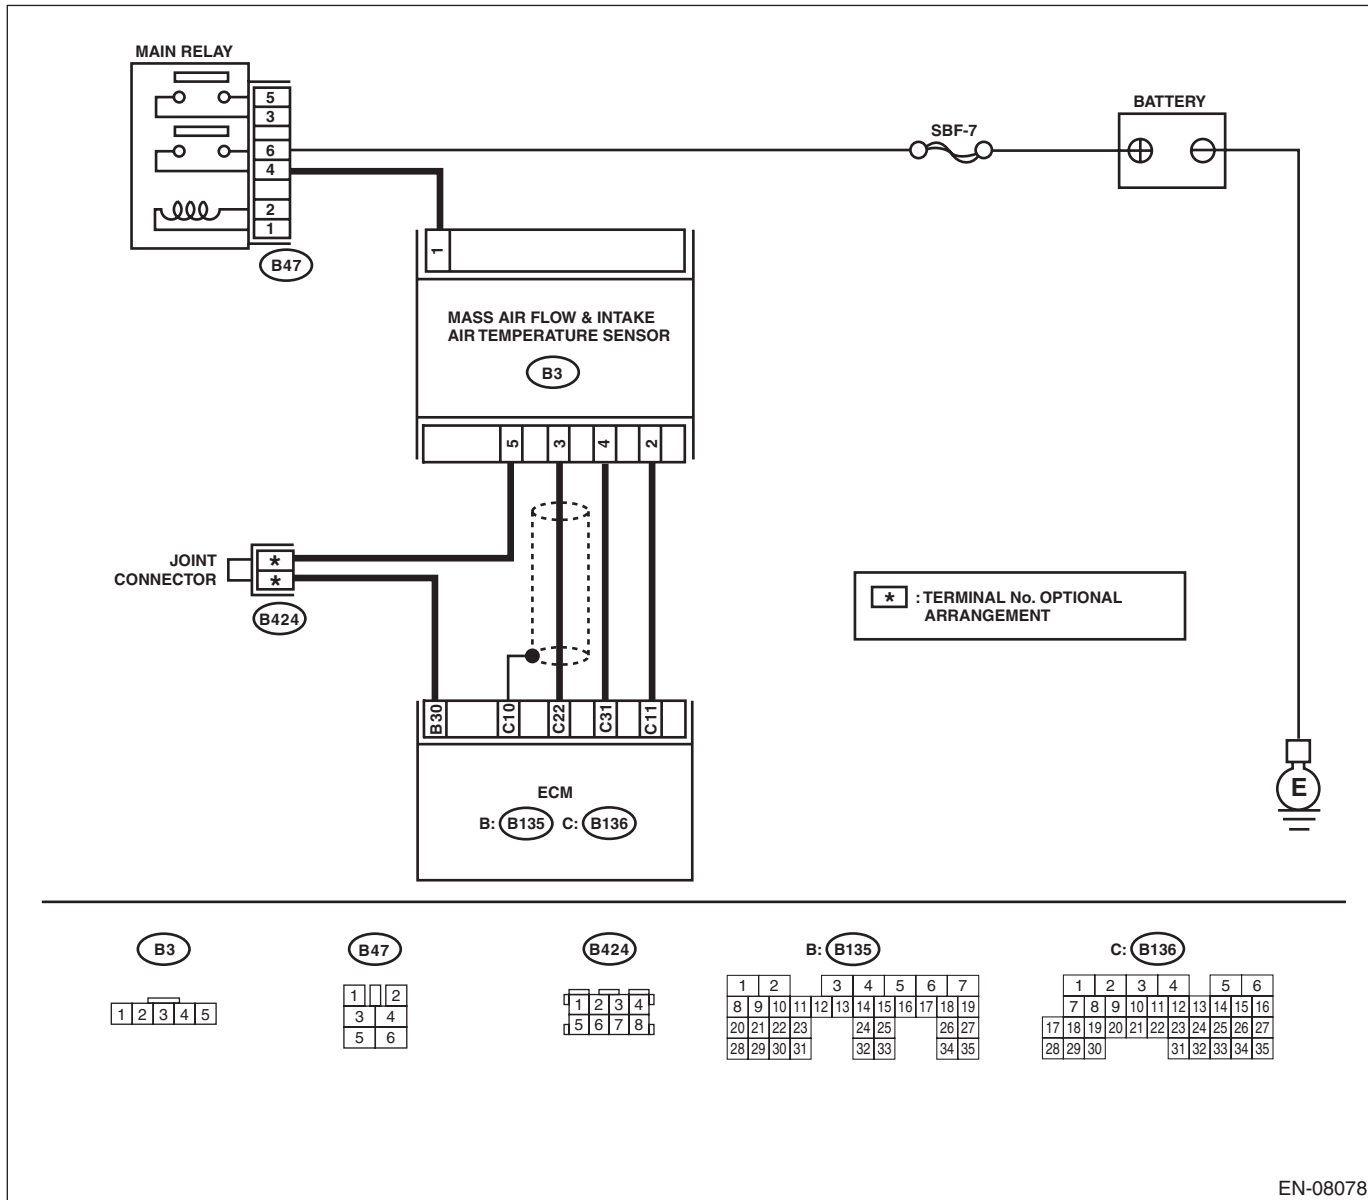 MAIN RELAY
5
3
6
4
2
1
B47
SBF-7
BATTERY
1
MASS AIR FLOW & INTAKE
AIR TEMPERATURE SENSOR
B3
5 3 4 2
JOINT
CONNECTOR
*
*
B424
* : TERMINAL No. OPTIONAL
ARRANGEMENT
B30 C10 C22 C31 C11
ECM
B: B135 C: B136
E
B3
1 2 3 4 5
B47
1 2
3 4
5 6
B424
1 2 3 4
5 6 7 8
B: B135
1 2 3 4 5 6 7
8 9 10 11 12 13 14 15 16 17 18 19
20 21 22 23 24 25 26 27
28 29 30 31 32 33 34 35
C: B136
1 2 3 4 5 6
7 8 9 10 11 12 13 14 15 16
17 18 19 20 21 22 23 24 25 26 27
28 29 30 31 32 33 34 35
EN-08078